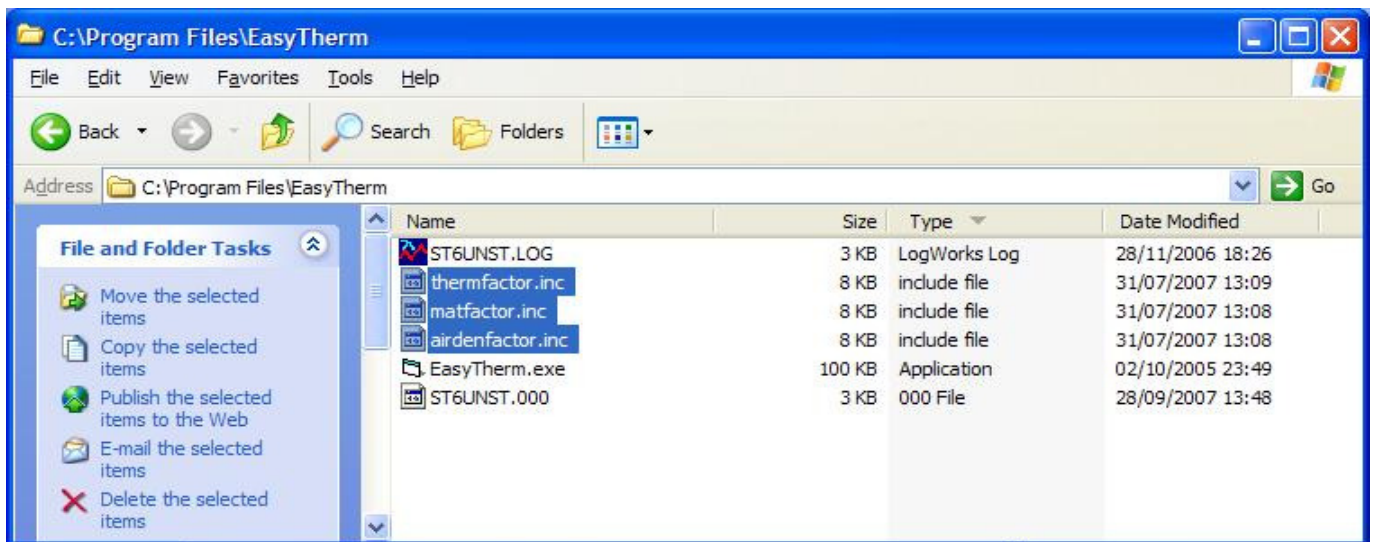 C:\Program Files\EasyTherm
File Edit View Favorites Tools Help
Back Search Folders
Address C:\Program Files\EasyTherm Go
File and Folder Tasks
Move the selected
items
Copy the selected
items
Publish the selected
items to the Web
E-mail the selected
items
Delete the selected
items
Name Size Type Date Modified
ST6UNST.LOG 3 KB LogWorks Log 28/11/2006 18:26
thermfactor.inc 8 KB include file 31/07/2007 13:09
matfactor.inc 8 KB include file 31/07/2007 13:08
airdenfactor.inc 8 KB include file 31/07/2007 13:08
EasyTherm.exe 100 KB Application 02/10/2005 23:49
ST6UNST.000 3 KB 000 File 28/09/2007 13:48